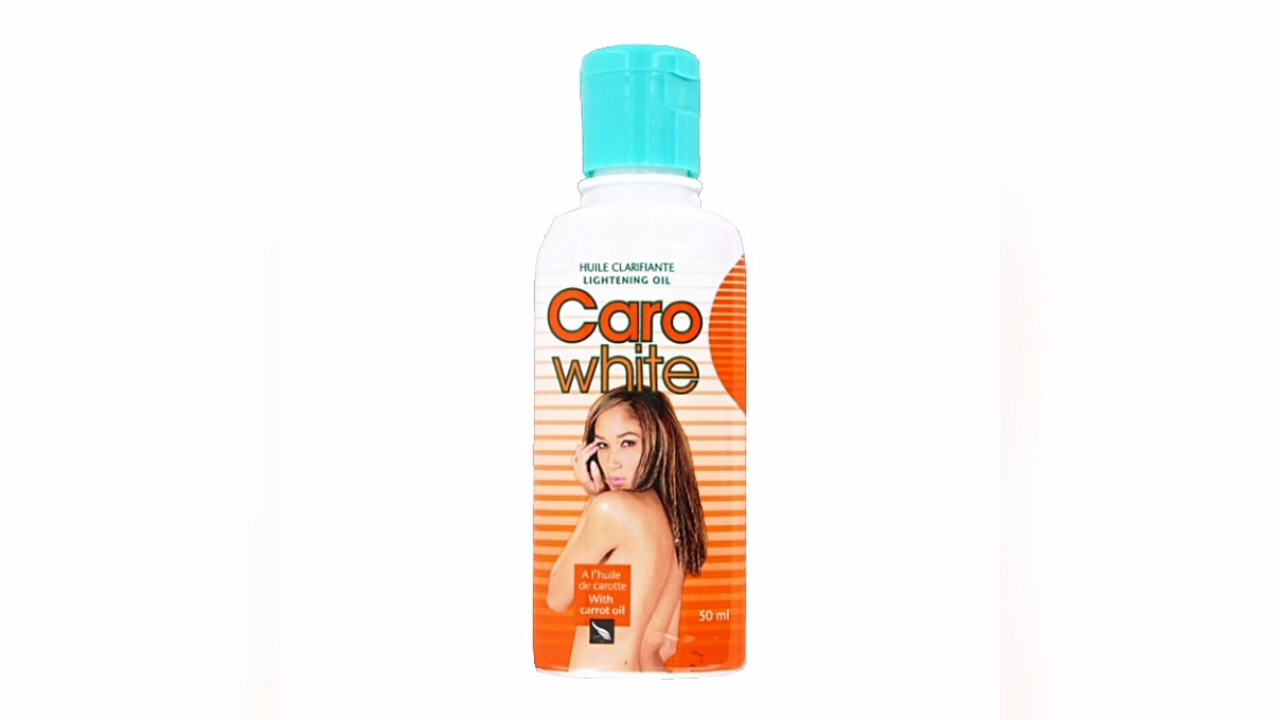 HUILE CLARIFIANTE
LIGHTENING OIL
Caro
white
A l'huile
de carotte
With
carrot oil
50 ml